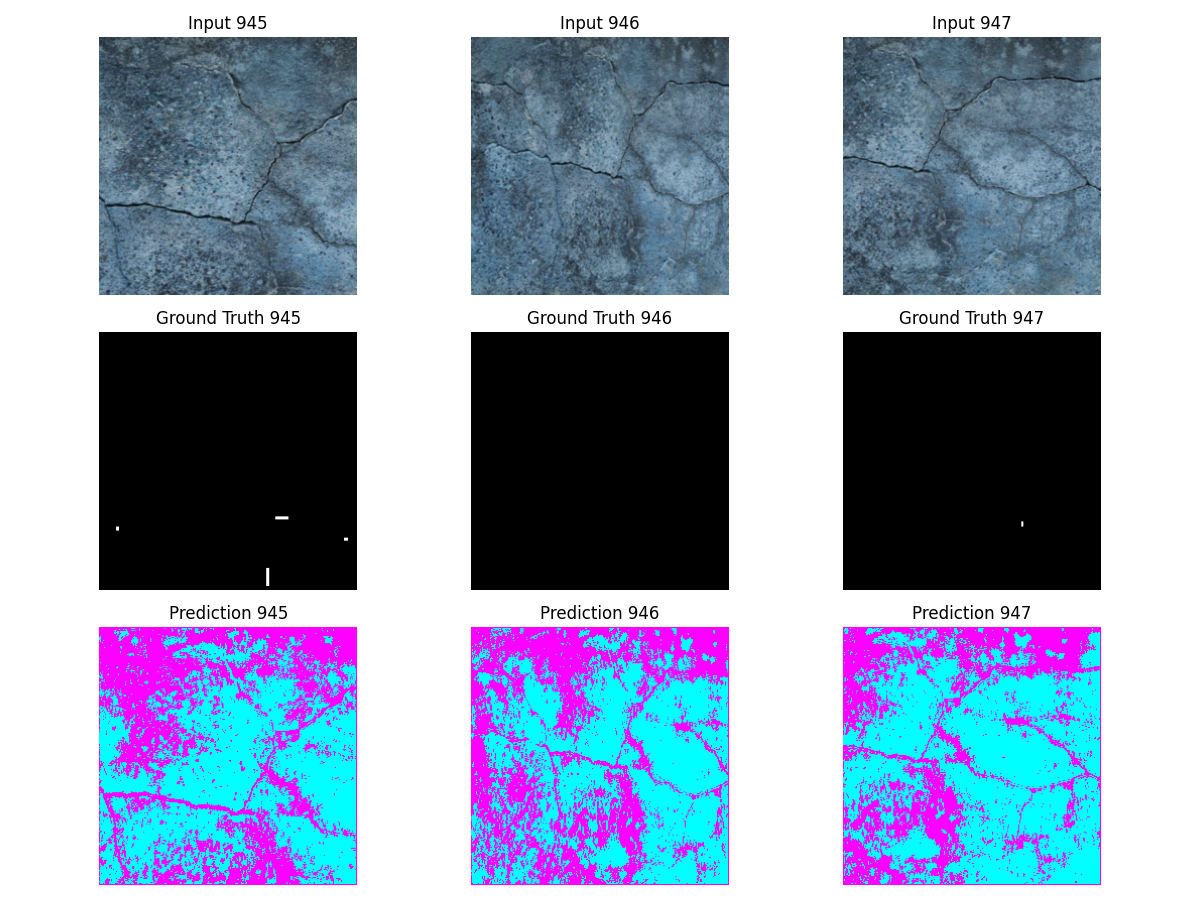 Input 945
Input 946
Input 947
Ground Truth 945
Ground Truth 946
Ground Truth 947
Prediction 945
Prediction 946
Prediction 947